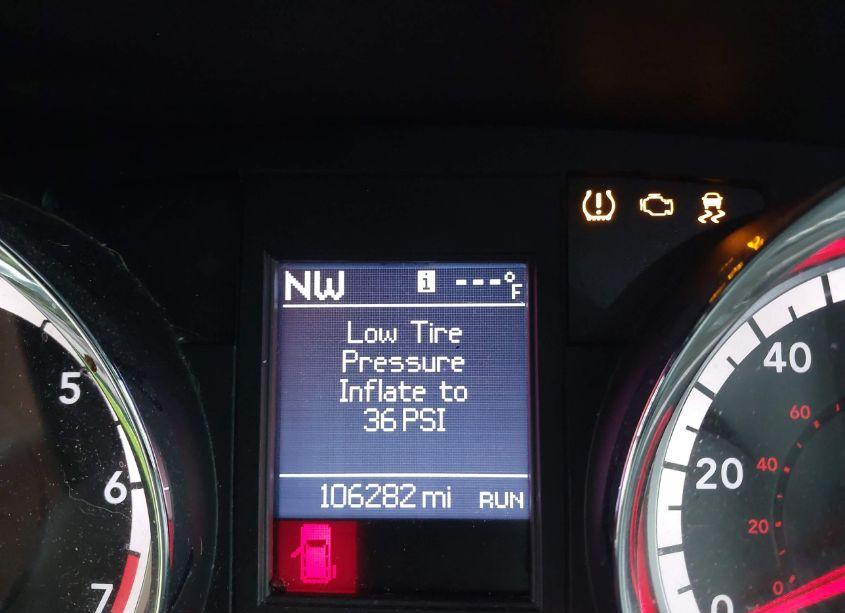 NW i ---°F
Low Tire
Pressure
Inflate to
36 PSI
106282 mi RUN
5
6
7
40
20
0
60
40
20
0